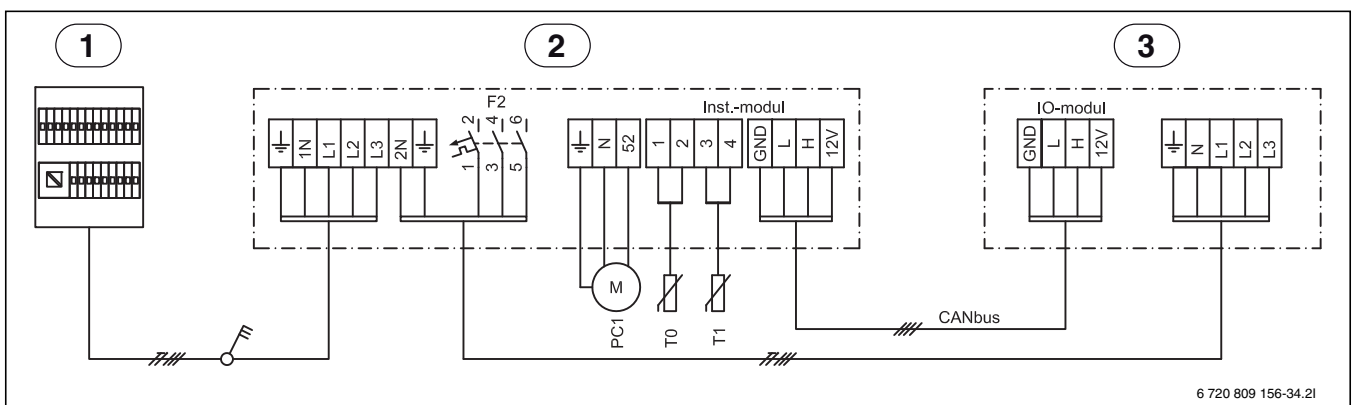 1
2
3
F2
Inst.-modul
IO-modul
1N L1 L2 L3 2N
2 4 6
1 3 5
N 52
1 2 3 4
GND L H 12V
GND L H 12V
N L1 L2 L3
M
PC1
T0
T1
CANbus
6 720 809 156-34.2I